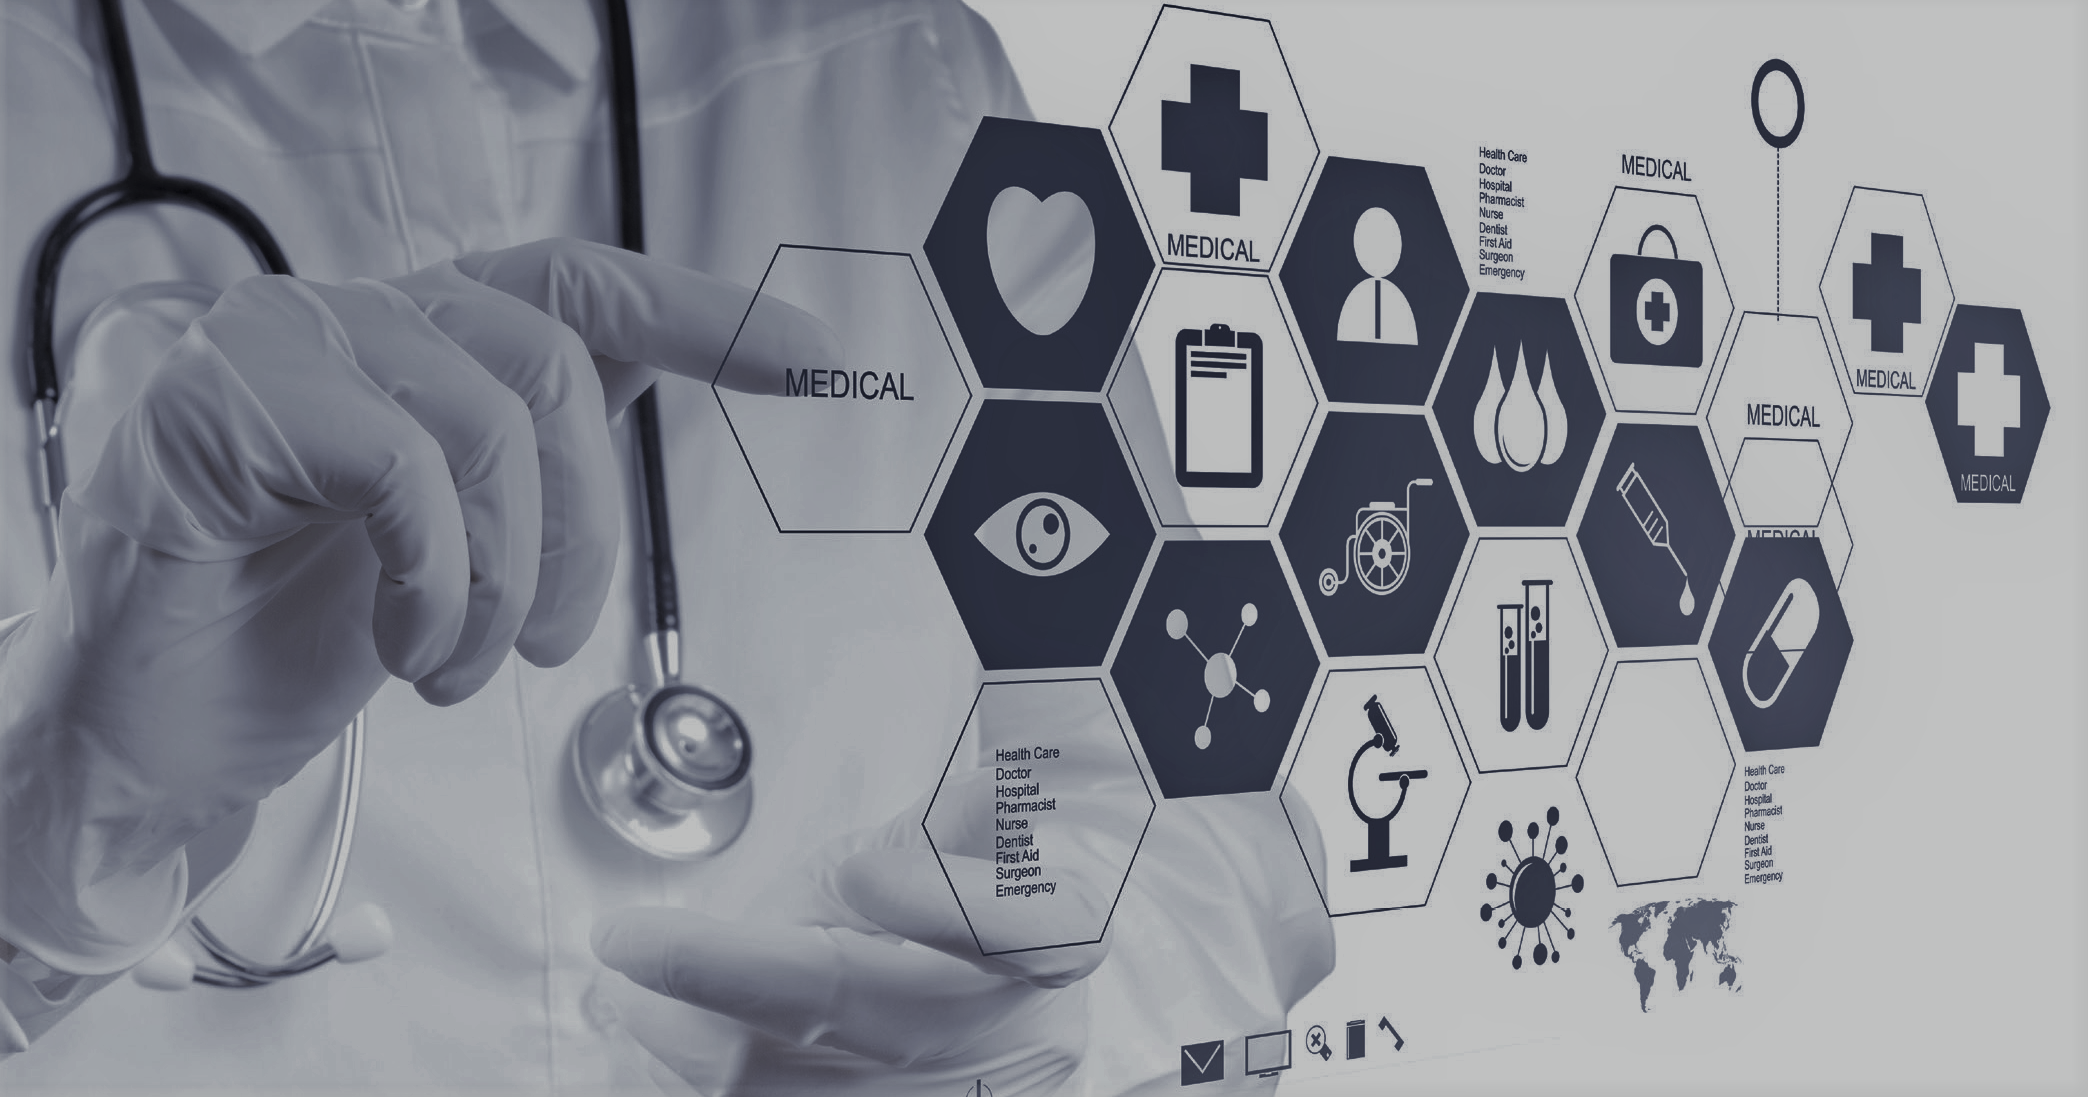 MEDICAL
MEDICAL
Health Care
Doctor
Hospital
Pharmacist
Nurse
Dentist
First Aid
Surgeon
Emergency
MEDICAL
MEDICAL
MEDICAL
MEDICAL
MEDICAL
Health Care
Doctor
Hospital
Pharmacist
Nurse
Dentist
First Aid
Surgeon
Emergency
Health Care
Doctor
Hospital
Pharmacist
Nurse
Dentist
First Aid
Surgeon
Emergency